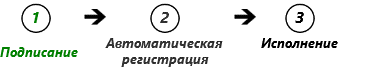 1
2
3
Подписание
Автоматическая
регистрация
Исполнение